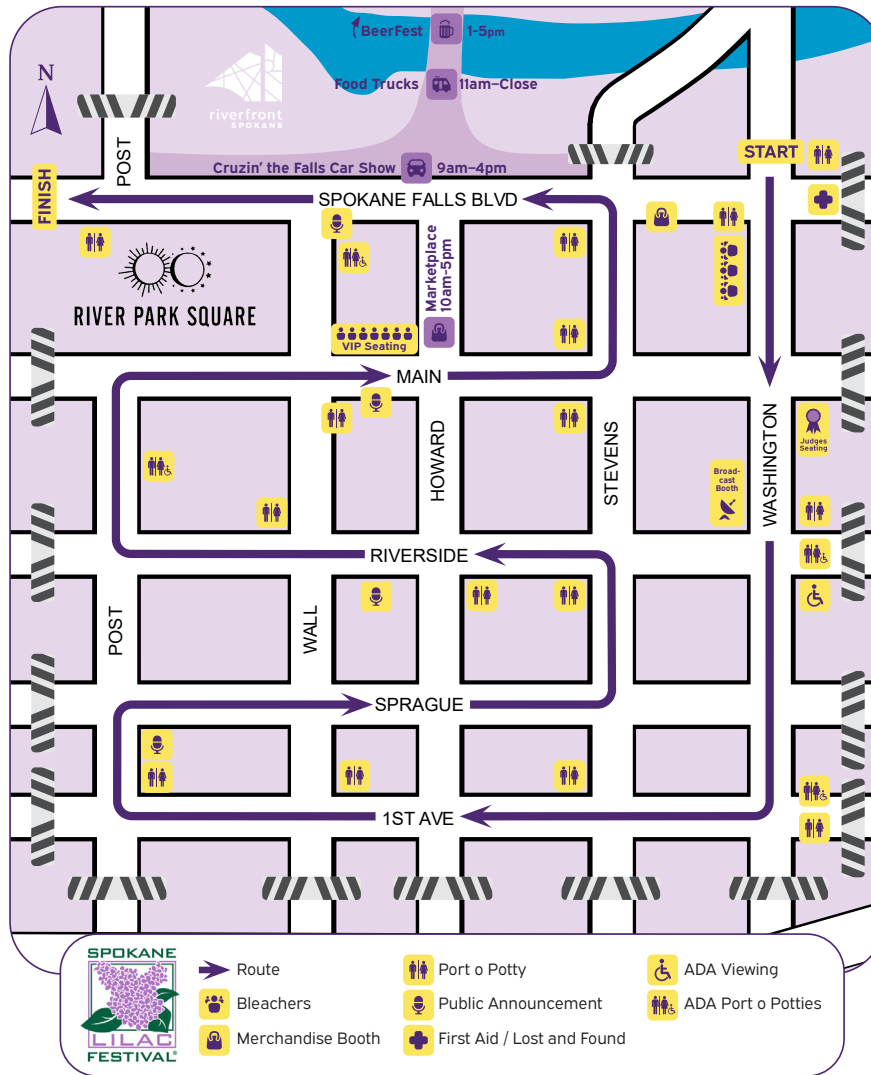 BeerFest 1-5pm
Food Trucks 11am–Close
N
riverfront
SPOKANE
POST
START
Cruzin’ the Falls Car Show 9am–4pm
FINISH
SPOKANE FALLS BLVD
Marketplace
10am-5pm
RIVER PARK SQUARE
VIP Seating
MAIN
HOWARD
STEVENS
WASHINGTON
Judges
Seating
Broad-
cast
Booth
RIVERSIDE
POST
WALL
SPRAGUE
1ST AVE
SPOKANE
LILAC
FESTIVAL®
Route
Bleachers
Merchandise Booth
Port o Potty
Public Announcement
First Aid / Lost and Found
ADA Viewing
ADA Port o Potties